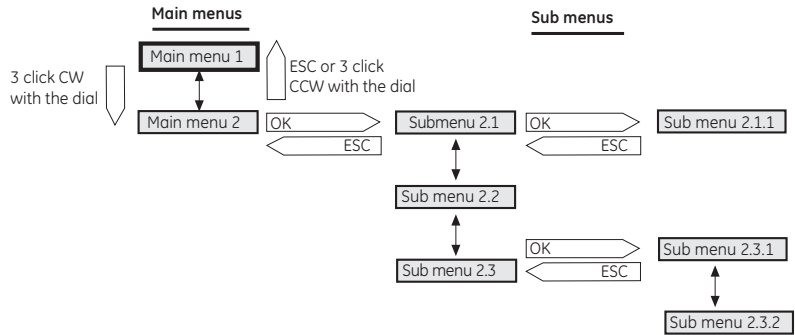 Main menus
Sub menus
Main menu 1
3 click CW
with the dial
ESC or 3 click
CCW with the dial
Main menu 2
OK
ESC
Submenu 2.1
OK
ESC
Sub menu 2.1.1
Sub menu 2.2
Sub menu 2.3
OK
ESC
Sub menu 2.3.1
Sub menu 2.3.2